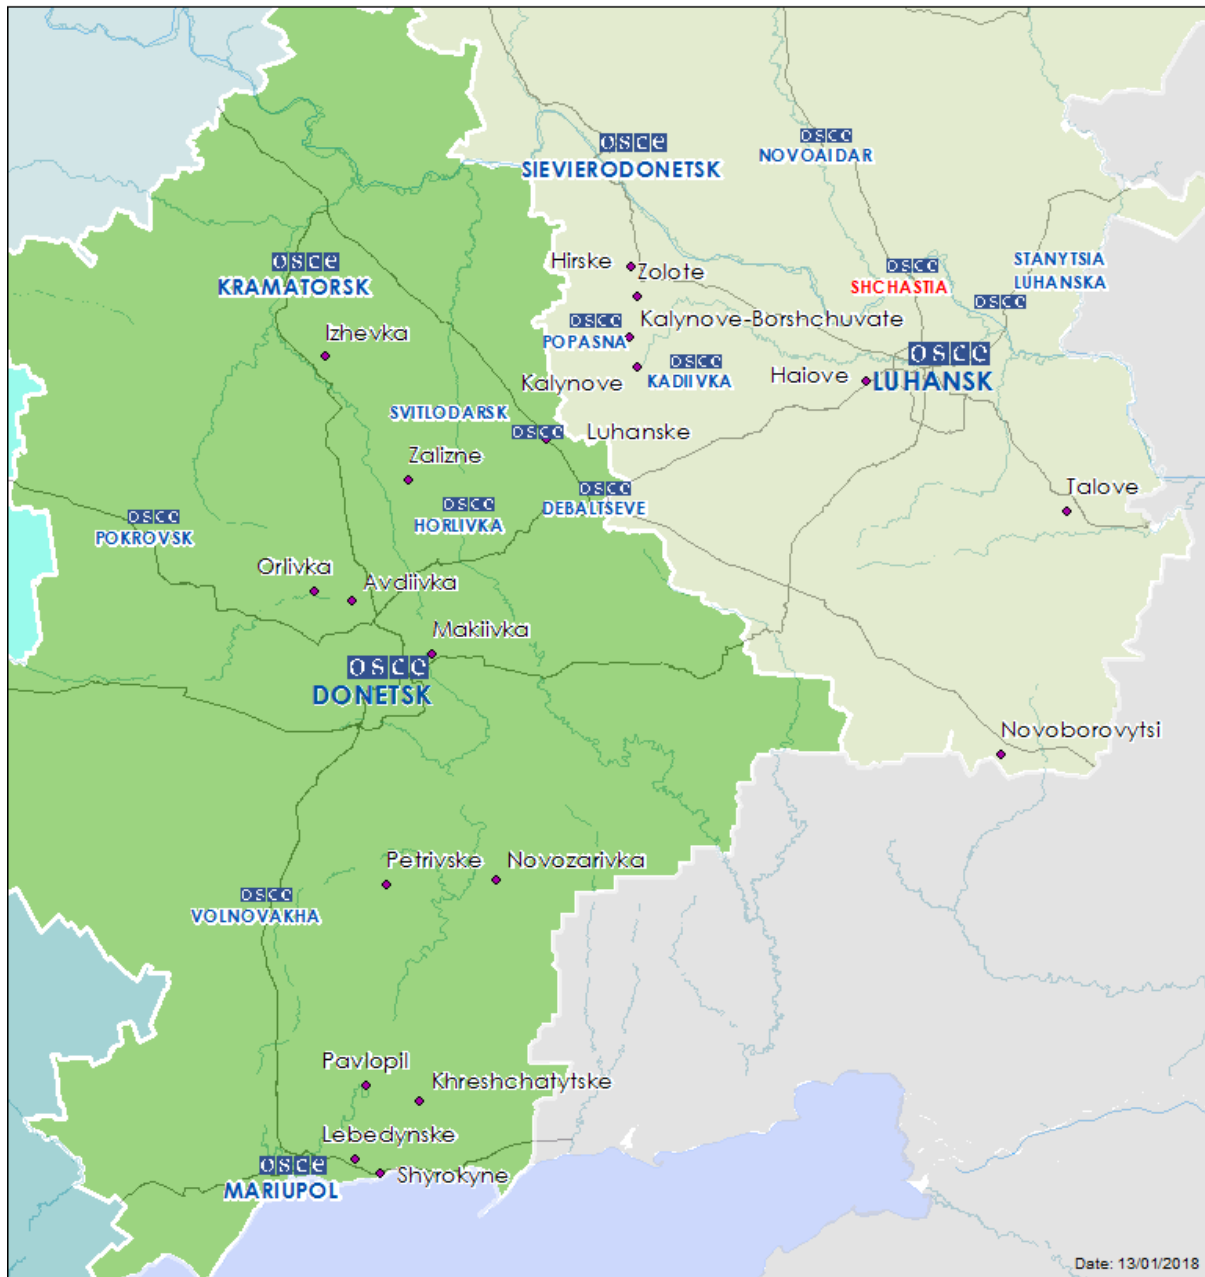 osce
SIEVIERODONETSK
osce
NOVOAIDAR
osce
KRAMATORSK
Hirske
Zolote
osce
SHCHASTIA
STANYTSIA
LUHANSKA
osce
Izhevka
osce
POPASNA
Kalynove-Borshchuvate
Kalynove
osce
KADIIVKA
Haiove
osce
LUHANSK
SVITLODARSK
osce
Luhanske
Zalizne
osce
HORLIVKA
osce
DEBALTSEVE
Talove
osce
POKROVSK
Orlivka
Avdiivka
Makiivka
osce
DONETSK
Novoborovytsi
Petrivske
Novozarivka
osce
VOLNOVAKHA
Pavlopil
Khreshchatytske
Lebedynske
osce
MARIUPOL
Shyrokyne
Date: 13/01/2018